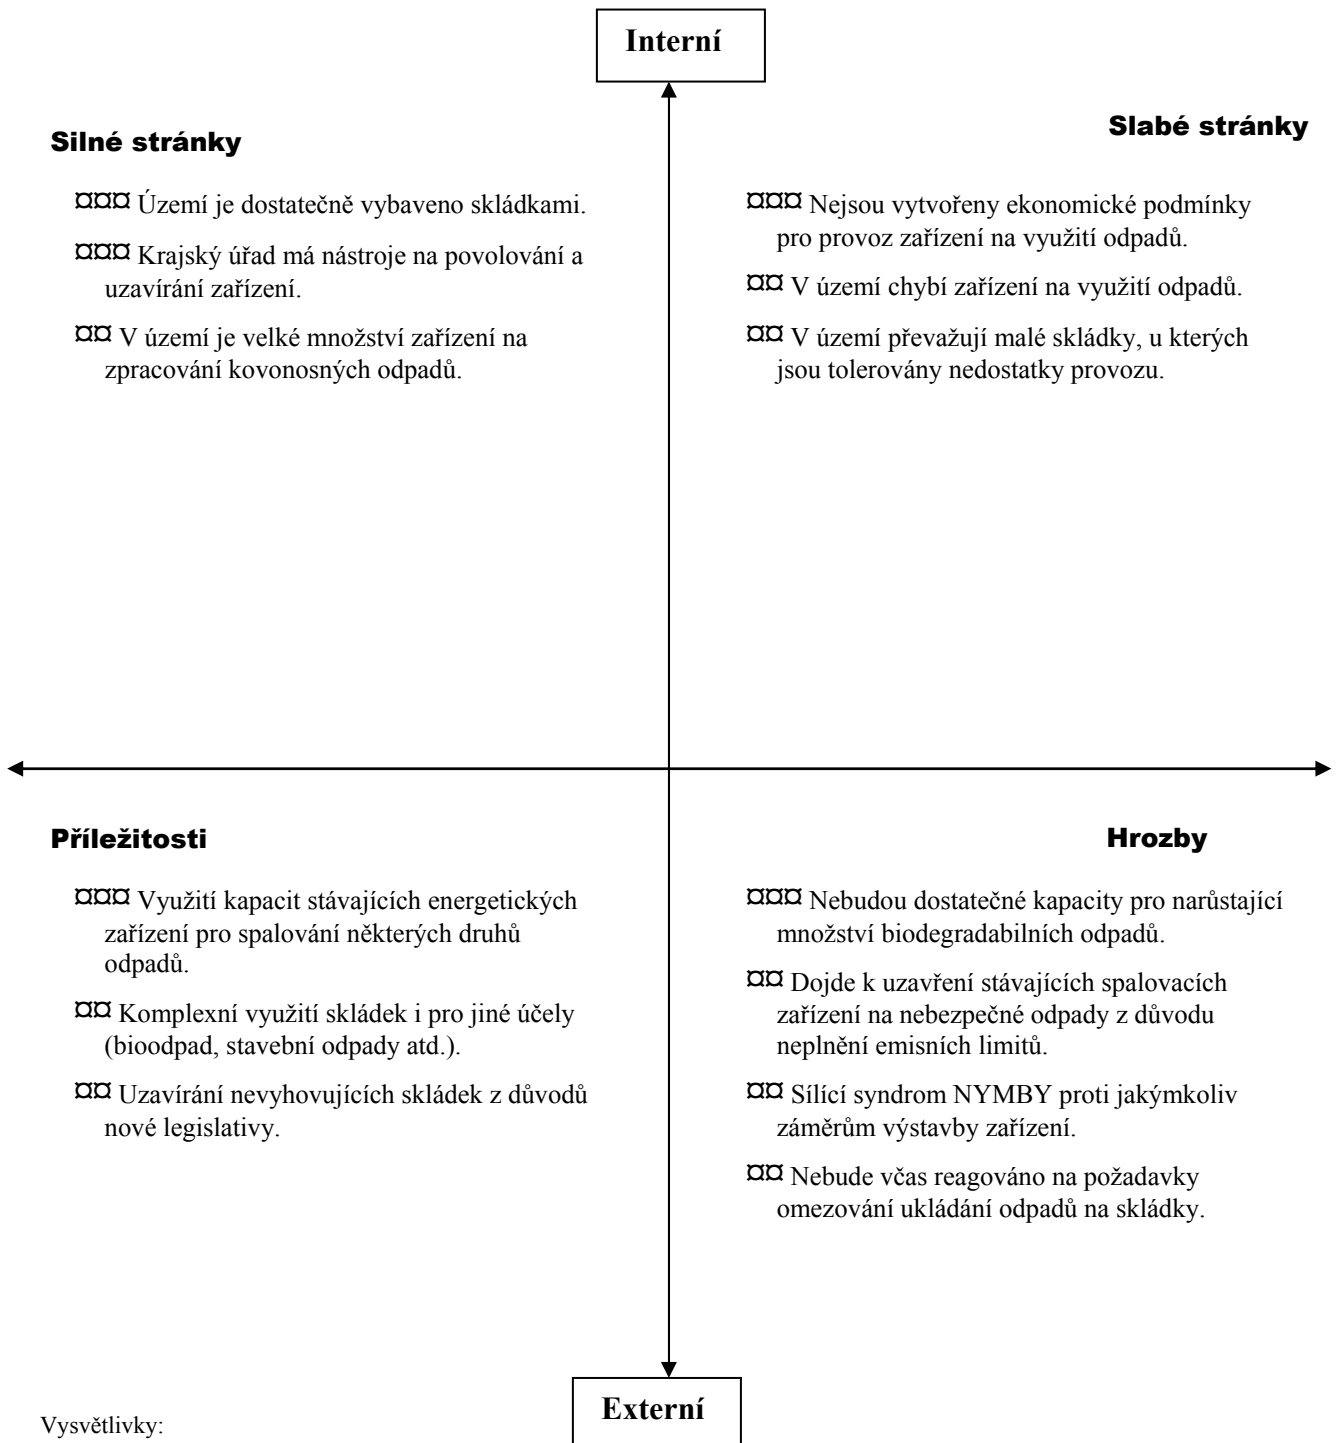 Interní
Silné stránky
¤¤¤ Území je dostatečně vybaveno skládkami.
¤¤¤ Krajský úřad má nástroje na povolování a
uzavírání zařízení.
¤¤ V území je velké množství zařízení na
zpracování kovonosných odpadů.
Slabé stránky
¤¤¤ Nejsou vytvořeny ekonomické podmínky
pro provoz zařízení na využití odpadů.
¤¤ V území chybí zařízení na využití odpadů.
¤¤ V území převažují malé skládky, u kterých
jsou tolerovány nedostatky provozu.
Příležitosti
¤¤¤ Využití kapacit stávajících energetických
zařízení pro spalování některých druhů
odpadů.
¤¤ Komplexní využití skládek i pro jiné účely
(bioodpad, stavební odpady atd.).
¤¤ Uzavírání nevyhovujících skládek z důvodů
nové legislativy.
Hrozby
¤¤¤ Nebudou dostatečné kapacity pro narůstající
množství biodegradabilních odpadů.
¤¤ Dojde k uzavření stávajících spalovacích
zařízení na nebezpečné odpady z důvodu
neplnění emisních limitů.
¤¤ Sílící syndrom NYMBY proti jakýmkoliv
záměrům výstavby zařízení.
¤¤ Nebude včas reagováno na požadavky
omezování ukládání odpadů na skládky.
Externí
Vysvětlivky: